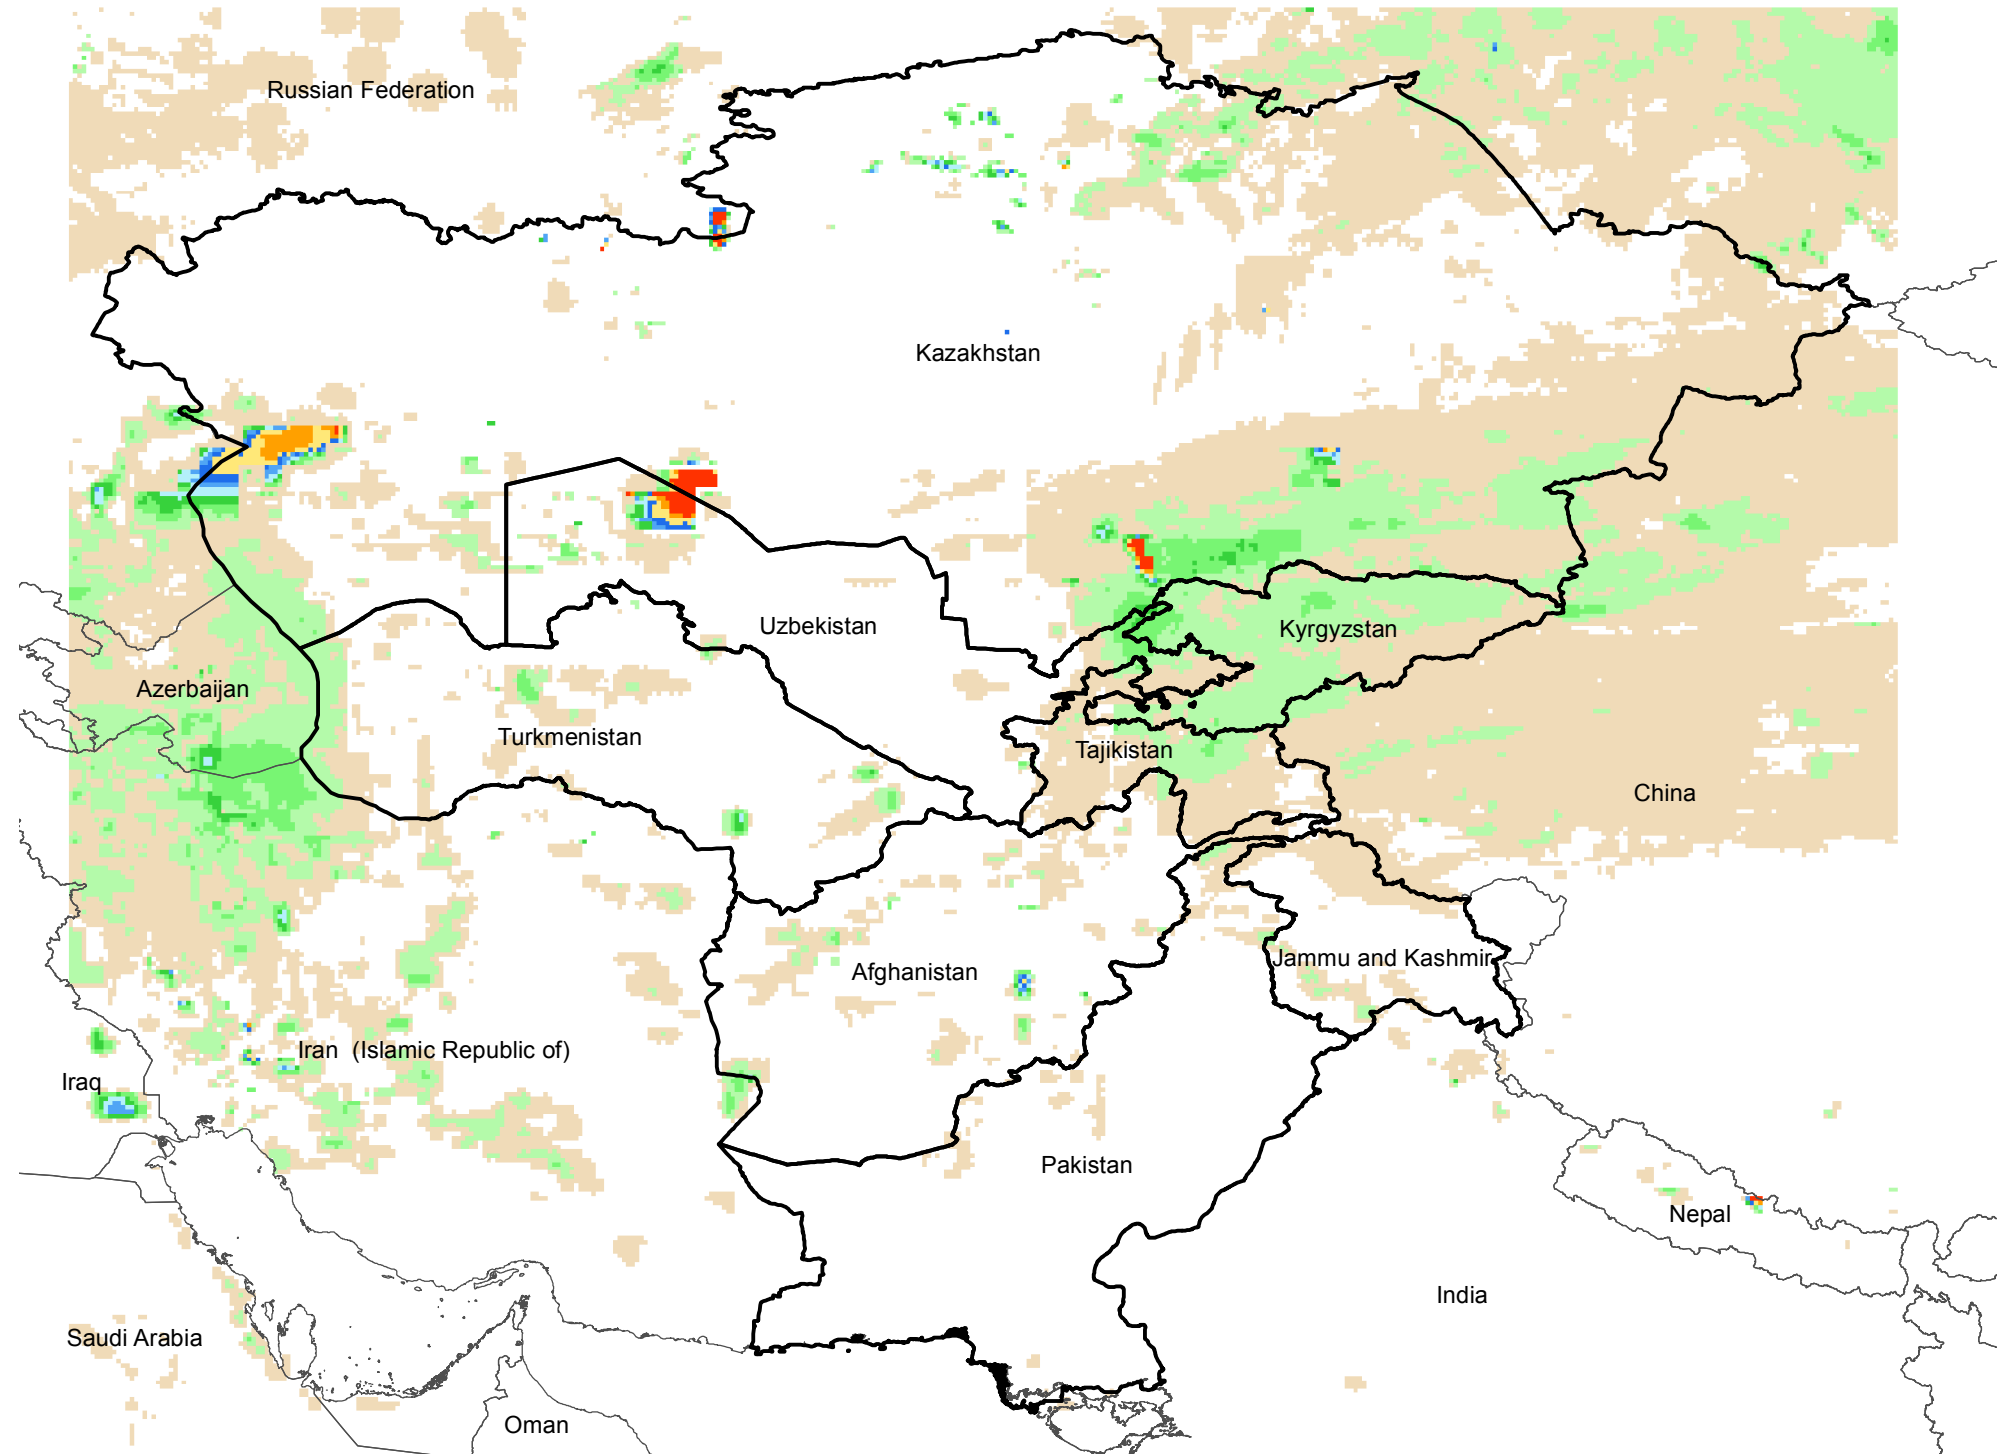 Russian Federation
Kazakhstan
Uzbekistan
Kyrgyzstan
Azerbaijan
Turkmenistan
Tajikistan
China
Afghanistan
Jammu and Kashmir
Iran (Islamic Republic of)
Iraq
Pakistan
Nepal
India
Saudi Arabia
Oman